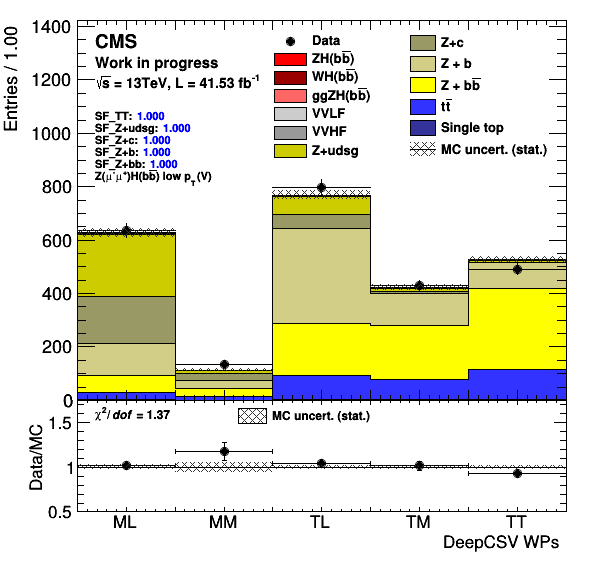 CMS
Work in progress
√s = 13TeV, L = 41.53 fb⁻¹
SF_TT: 1.000
SF_Z+udsg: 1.000
SF_Z+c: 1.000
SF_Z+b: 1.000
SF_Z+bb: 1.000
Z(μ⁻μ⁺)H(bb̅) low p_T(V)
Data
ZH(bb̅)
WH(bb̅)
ggZH(bb̅)
VVLF
VVHF
Z+udsg
Z+c
Z + b
Z + bb̅
tt̅
Single top
MC uncert. (stat.)
Entries / 1.00
1400
1200
1000
800
600
400
200
0
χ²/dof = 1.37
MC uncert. (stat.)
Data/MC
1.5
1
0.5
ML MM TL TM TT
DeepCSV WPs